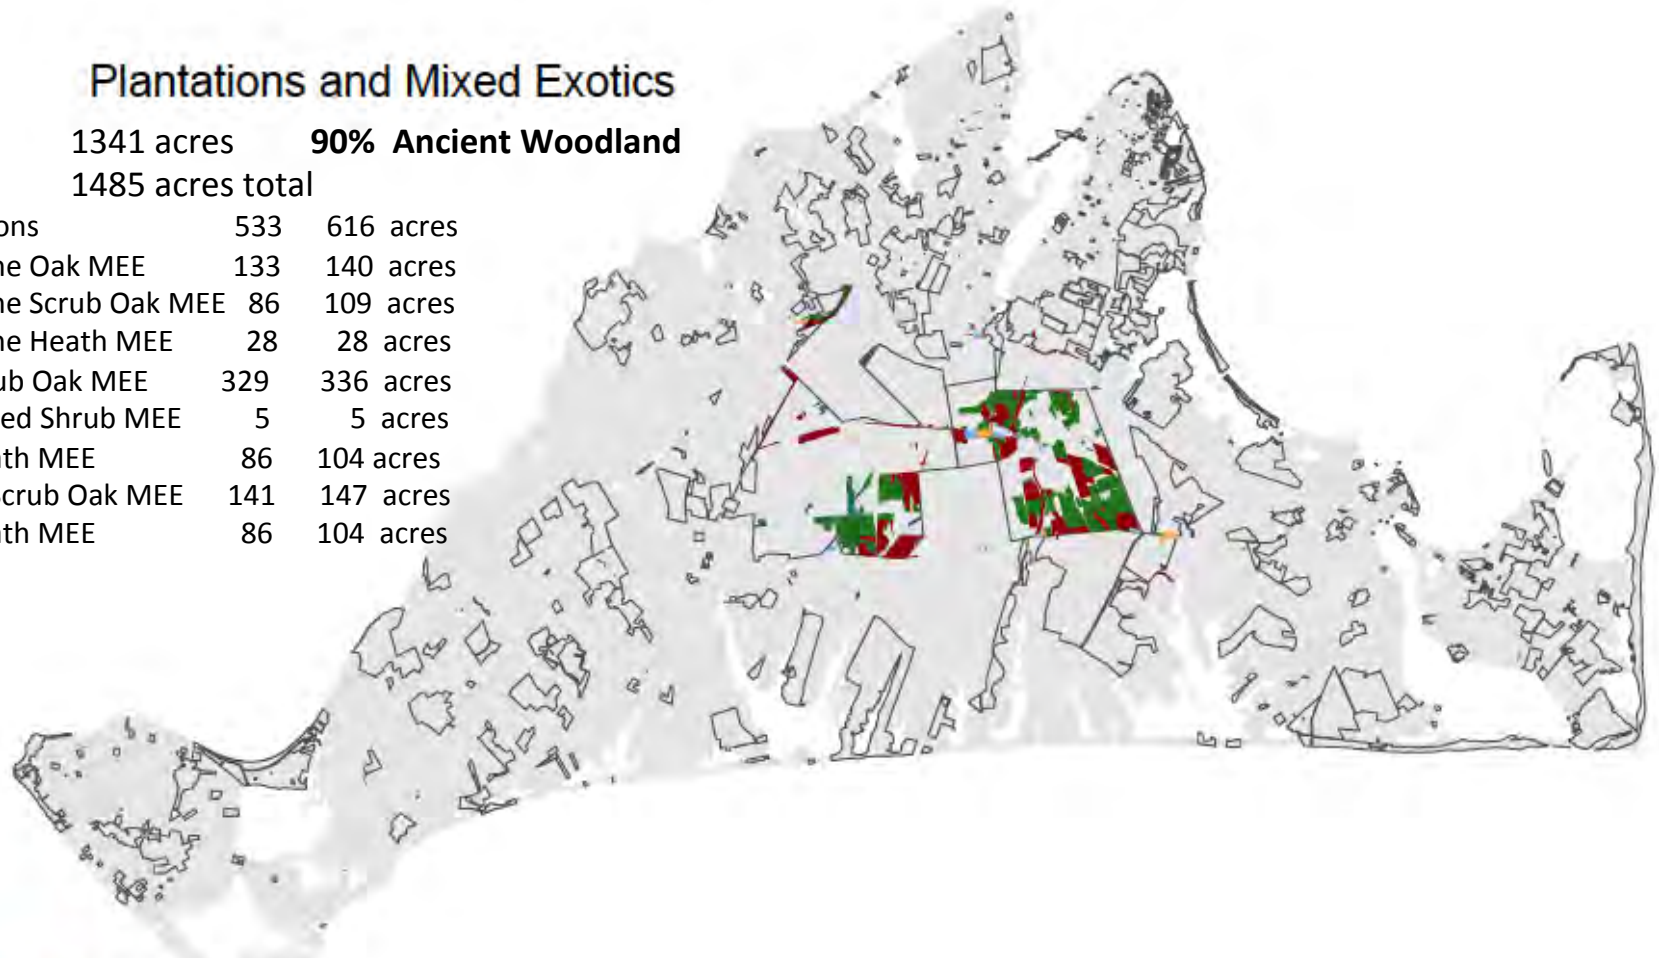 Plantations and Mixed Exotics
1341 acres 90% Ancient Woodland
1485 acres total
ons 533 616 acres
ne Oak MEE 133 140 acres
ne Scrub Oak MEE 86 109 acres
ne Heath MEE 28 28 acres
ub Oak MEE 329 336 acres
ed Shrub MEE 5 5 acres
ath MEE 86 104 acres
Scrub Oak MEE 141 147 acres
ath MEE 86 104 acres